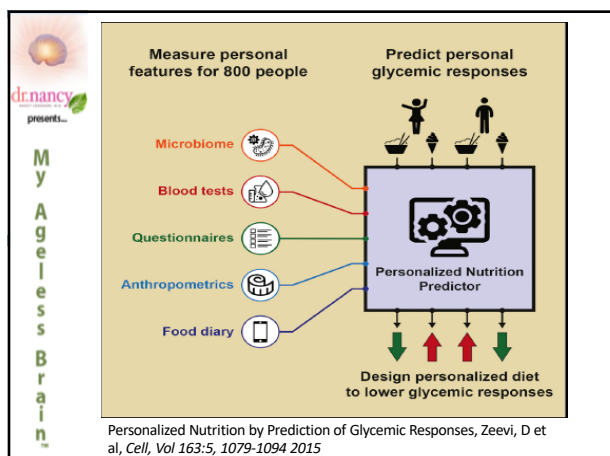 dr.nancy
presents...
My Ageless Brain™
Measure personal
features for 800 people
Predict personal
glycemic responses
Microbiome
Blood tests
Questionnaires
Anthropometrics
Food diary
Personalized Nutrition
Predictor
Design personalized diet
to lower glycemic responses
Personalized Nutrition by Prediction of Glycemic Responses, Zeevi, D et
al, Cell, Vol 163:5, 1079-1094 2015